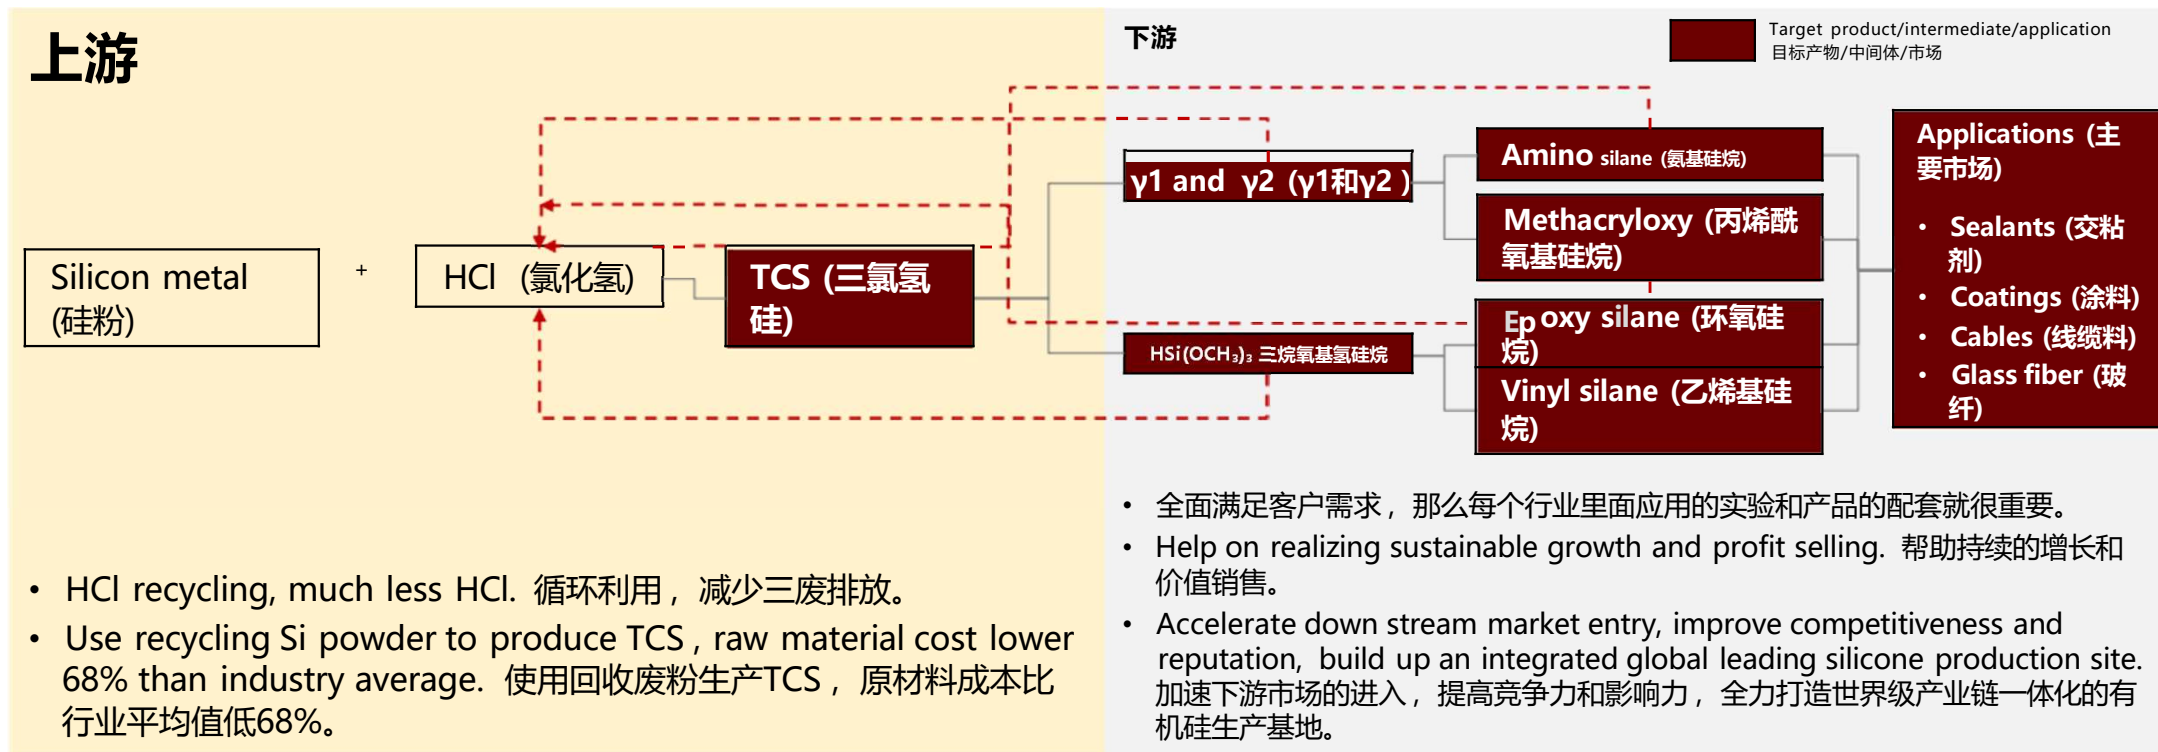 上游
下游
Target product/intermediate/application
目标产物/中间体/市场
Silicon metal
(硅粉)
+
HCl (氯化氢)
TCS (三氯氢
硅)
γ1 and γ2 (γ1和γ2 )
HSi(OCH₃)₃ 三烷氧基氢硅烷
Amino silane (氨基硅烷)
Methacryloxy (丙烯酰
氧基硅烷)
Epoxy silane (环氧硅
烷)
Vinyl silane (乙烯基硅
烷)
Applications (主
要市场)
• Sealants (交粘
剂)
• Coatings (涂料)
• Cables (线缆料)
• Glass fiber (玻
纤)
• HCl recycling, much less HCl. 循环利用，减少三废排放。
• Use recycling Si powder to produce TCS , raw material cost lower
68% than industry average. 使用回收废粉生产TCS ，原材料成本比
行业平均值低68%。
• 全面满足客户需求，那么每个行业里面应用的实验和产品的配套就很重要。
• Help on realizing sustainable growth and profit selling. 帮助持续的增长和
价值销售。
• Accelerate down stream market entry, improve competitiveness and
reputation, build up an integrated global leading silicone production site.
加速下游市场的进入，提高竞争力和影响力，全力打造世界级产业链一体化的有
机硅生产基地。